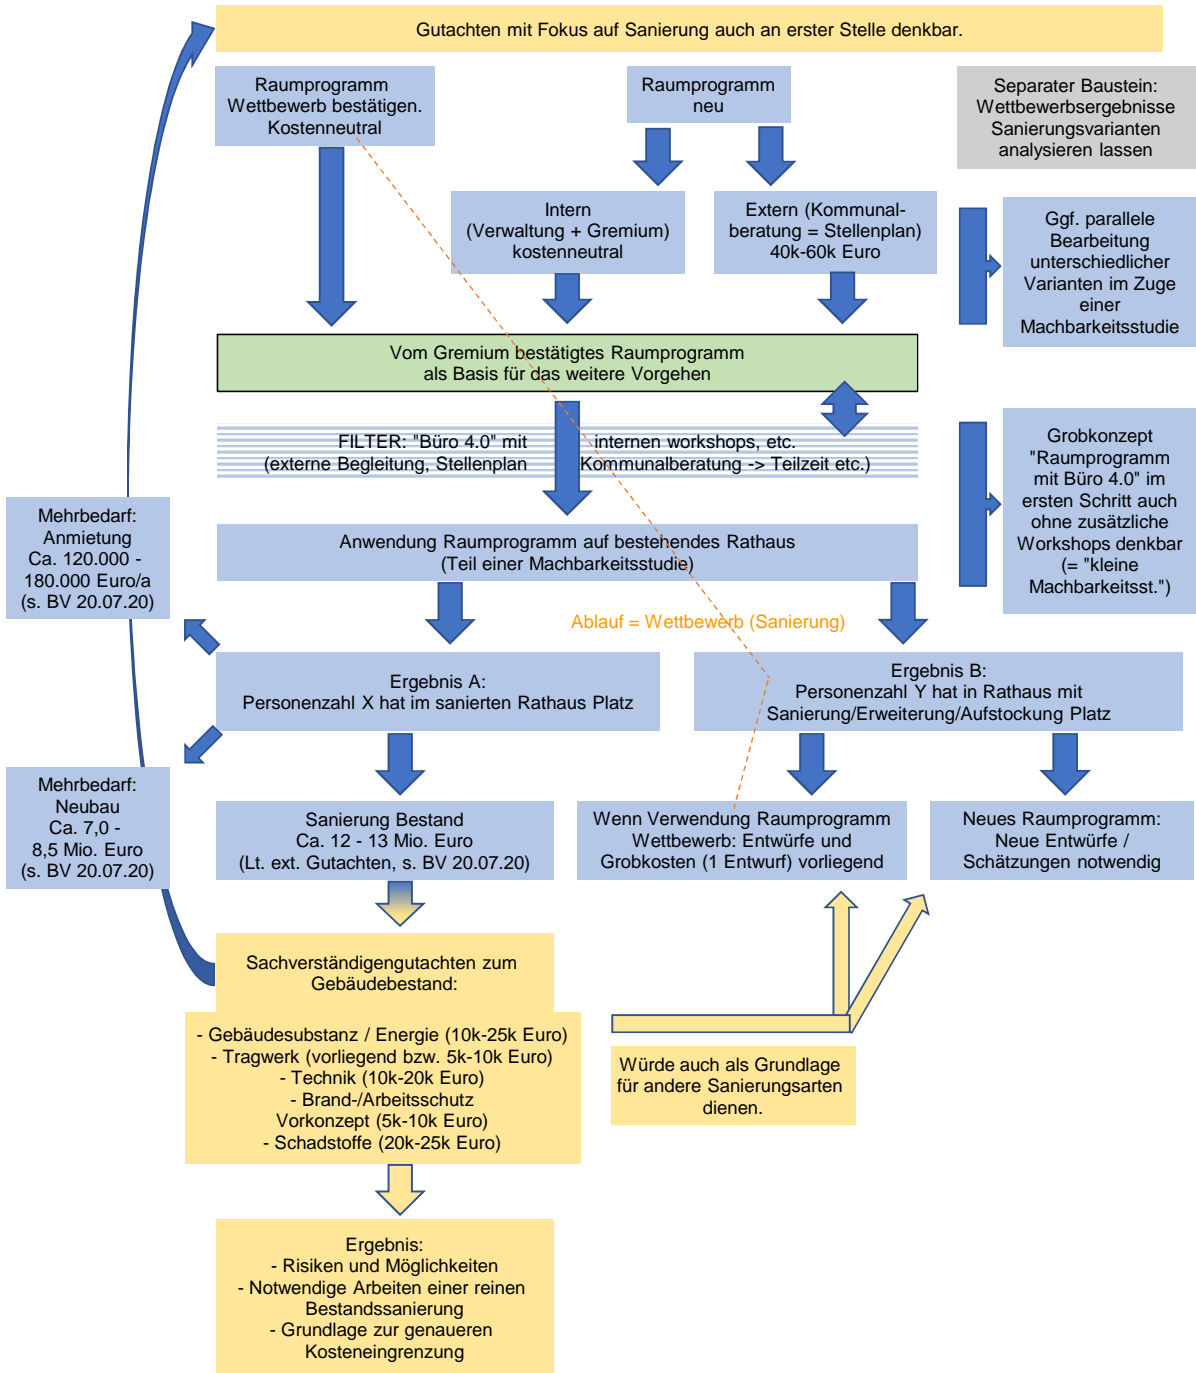 Gutachten mit Fokus auf Sanierung auch an erster Stelle denkbar.
Raumprogramm
Wettbewerb bestätigen.
Kostenneutral
Raumprogramm
neu
Separater Baustein:
Wettbewerbsergebnisse
Sanierungsvarianten
analysieren lassen
Intern
(Verwaltung + Gremium)
kostenneutral
Extern (Kommunal-
beratung = Stellenplan)
40k-60k Euro
Ggf. parallele
Bearbeitung
unterschiedlicher
Varianten im Zuge
einer
Machbarkeitsstudie
Vom Gremium bestätigtes Raumprogramm
als Basis für das weitere Vorgehen
FILTER: "Büro 4.0" mit internen workshops, etc.
(externe Begleitung, Stellenplan Kommunalberatung -> Teilzeit etc.)
Grobkonzept
"Raumprogramm
mit Büro 4.0" im
ersten Schritt auch
ohne zusätzliche
Workshops denkbar
(= "kleine
Machbarkeitsst.")
Mehrbedarf:
Anmietung
Ca. 120.000 -
180.000 Euro/a
(s. BV 20.07.20)
Anwendung Raumprogramm auf bestehendes Rathaus
(Teil einer Machbarkeitsstudie)
Ablauf = Wettbewerb (Sanierung)
Ergebnis A:
Personenzahl X hat im sanierten Rathaus Platz
Ergebnis B:
Personenzahl Y hat in Rathaus mit
Sanierung/Erweiterung/Aufstockung Platz
Mehrbedarf:
Neubau
Ca. 7,0 -
8,5 Mio. Euro
(s. BV 20.07.20)
Sanierung Bestand
Ca. 12 - 13 Mio. Euro
(Lt. ext. Gutachten, s. BV 20.07.20)
Wenn Verwendung Raumprogramm
Wettbewerb: Entwürfe und
Grobkosten (1 Entwurf) vorliegend
Neues Raumprogramm:
Neue Entwürfe /
Schätzungen notwendig
Sachverständigengutachten zum
Gebäudebestand:
- Gebäudesubstanz / Energie (10k-25k Euro)
- Tragwerk (vorliegend bzw. 5k-10k Euro)
- Technik (10k-20k Euro)
- Brand-/Arbeitsschutz
Vorkonzept (5k-10k Euro)
- Schadstoffe (20k-25k Euro)
Würde auch als Grundlage
für andere Sanierungsarten
dienen.
Ergebnis:
- Risiken und Möglichkeiten
- Notwendige Arbeiten einer reinen
Bestandssanierung
- Grundlage zur genaueren
Kosteneingrenzung